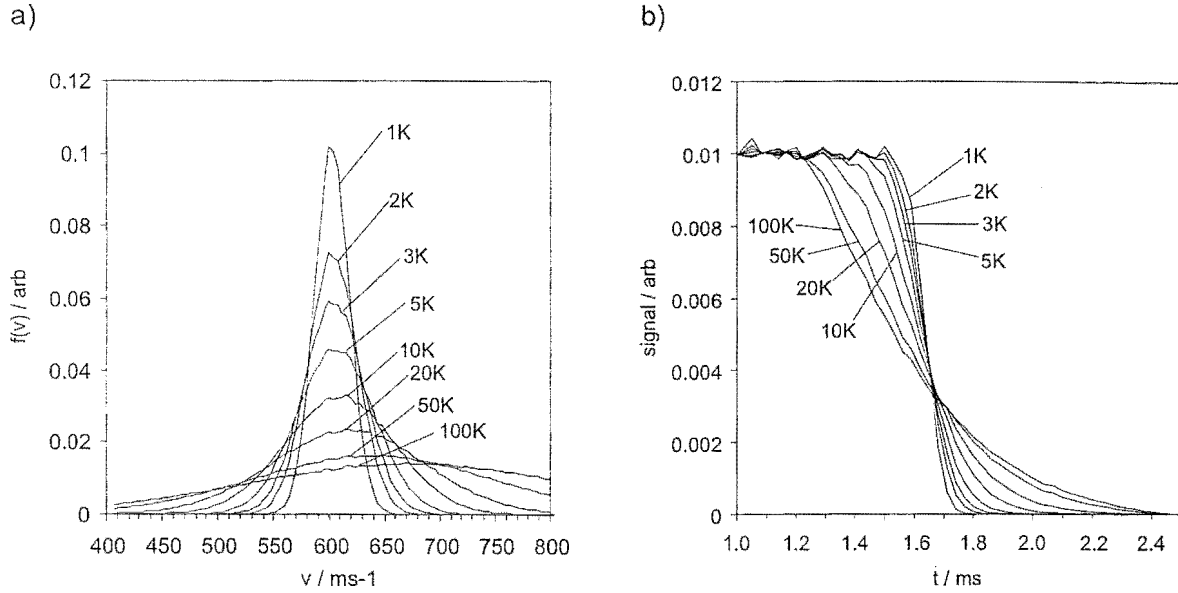 a)
0.12
0.1
0.08
0.06
0.04
0.02
0
f(v) / arb
1K
2K
3K
5K
10K
20K
50K
100K
400 450 500 550 600 650 700 750 800
v / ms-1
b)
0.012
0.01
0.008
0.006
0.004
0.002
0
signal / arb
1K
2K
3K
5K
100K
50K
20K
10K
1.0 1.2 1.4 1.6 1.8 2.0 2.2 2.4
t / ms